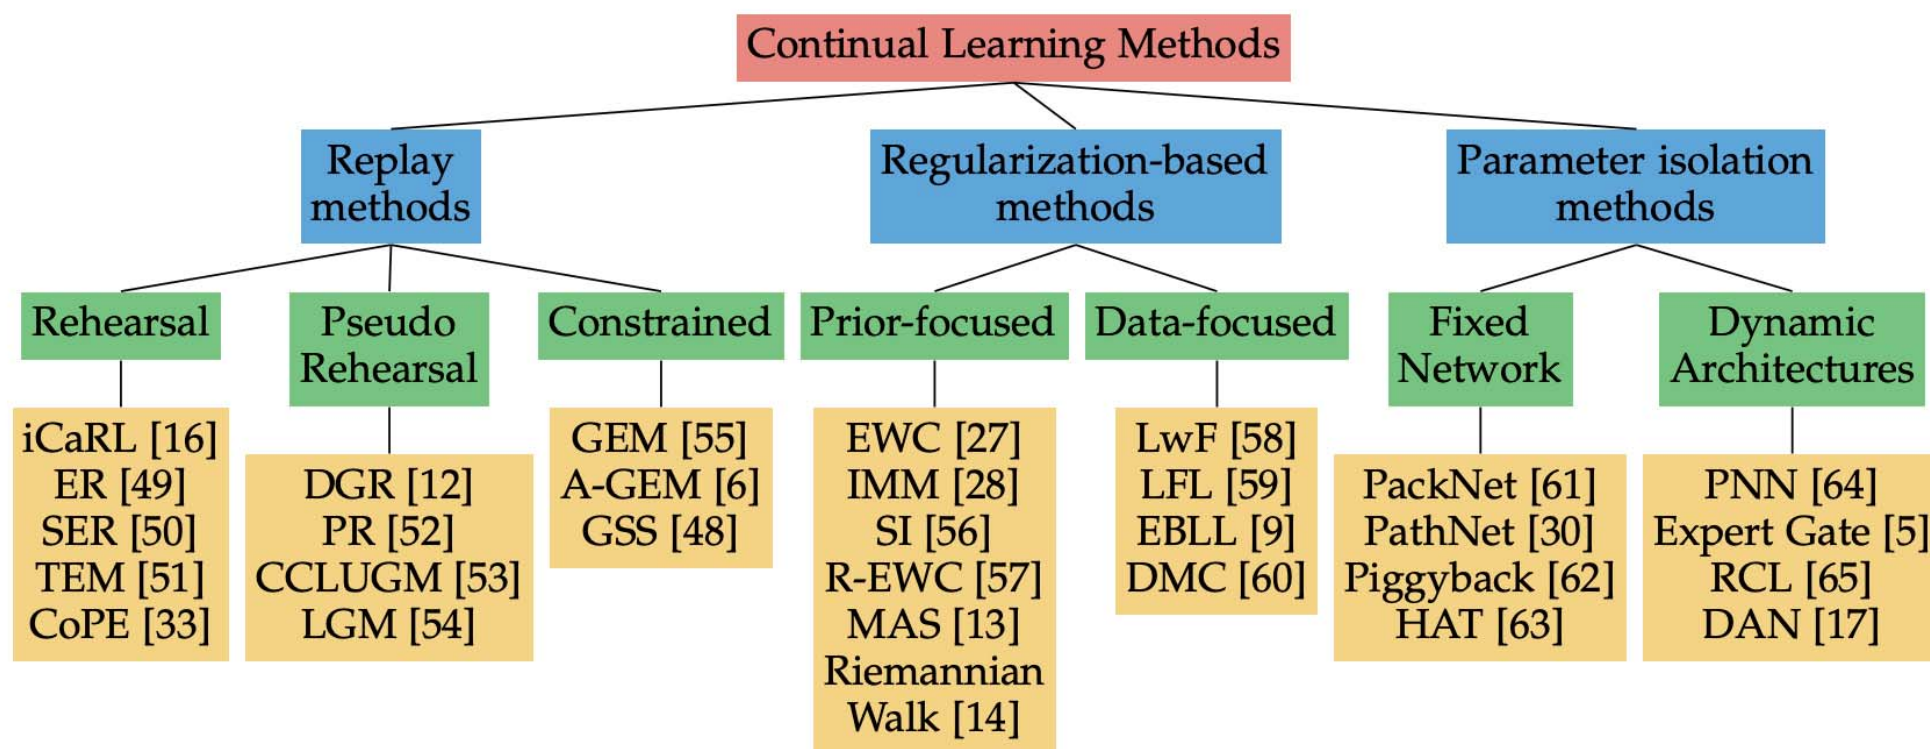 Continual Learning Methods
Replay
methods
Regularization-based
methods
Parameter isolation
methods
Rehearsal
Pseudo
Rehearsal
Constrained
Prior-focused
Data-focused
Fixed
Network
Dynamic
Architectures
iCaRL [16]
ER [49]
SER [50]
TEM [51]
CoPE [33]
DGR [12]
PR [52]
CCLUGM [53]
LGM [54]
GEM [55]
A-GEM [6]
GSS [48]
EWC [27]
IMM [28]
SI [56]
R-EWC [57]
MAS [13]
Riemannian
Walk [14]
LwF [58]
LFL [59]
EBLL [9]
DMC [60]
PackNet [61]
PathNet [30]
Piggyback [62]
HAT [63]
PNN [64]
Expert Gate [5]
RCL [65]
DAN [17]